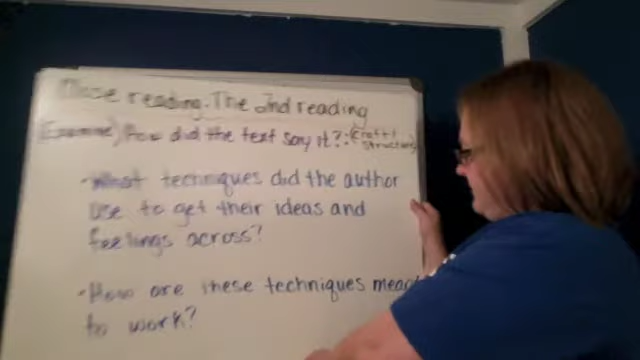 Close reading. The 2nd reading
(Examine) How did the text say it? (Craft &
Structure)
· What techniques did the author
use to get their ideas and
feelings across?
· How are these techniques
to work?